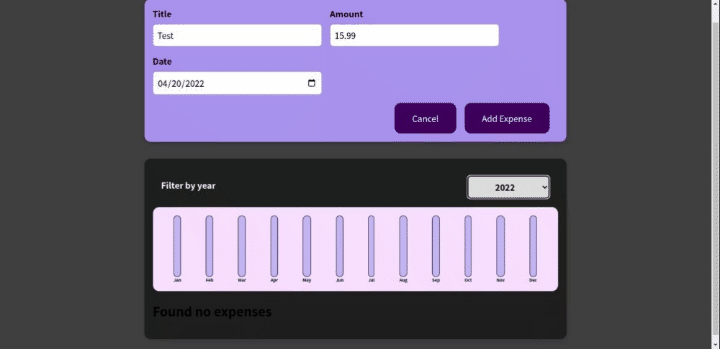 Title Amount
Test 15.99
Date
04/20/2022
Cancel Add Expense
Filter by year 2022
Jan Feb Mar Apr May Jun Jul Aug Sep Oct Nov Dec
Found no expenses